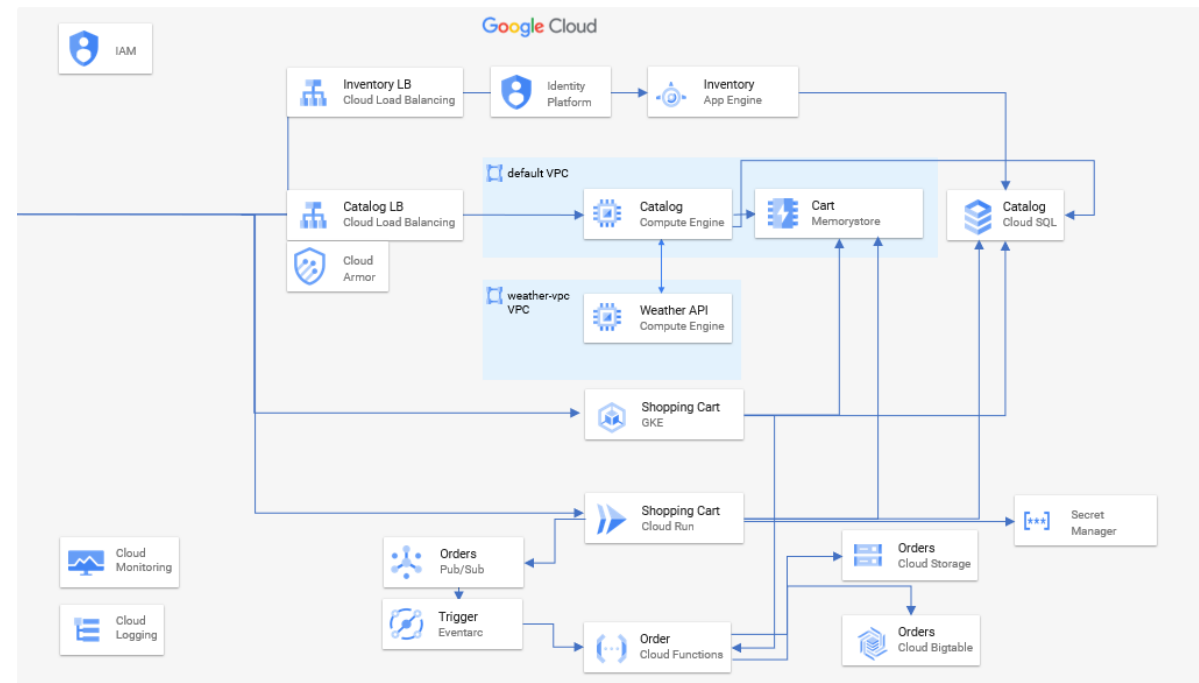 Google Cloud
IAM
Inventory LB
Cloud Load Balancing
Identity
Platform
Inventory
App Engine
default VPC
Catalog LB
Cloud Load Balancing
Catalog
Compute Engine
Cart
Memorystore
Catalog
Cloud SQL
Cloud
Armor
weather-vpc
VPC
Weather API
Compute Engine
Shopping Cart
GKE
Shopping Cart
Cloud Run
Secret
Manager
Cloud
Monitoring
Orders
Pub/Sub
Orders
Cloud Storage
Cloud
Logging
Trigger
Eventarc
Order
Cloud Functions
Orders
Cloud Bigtable